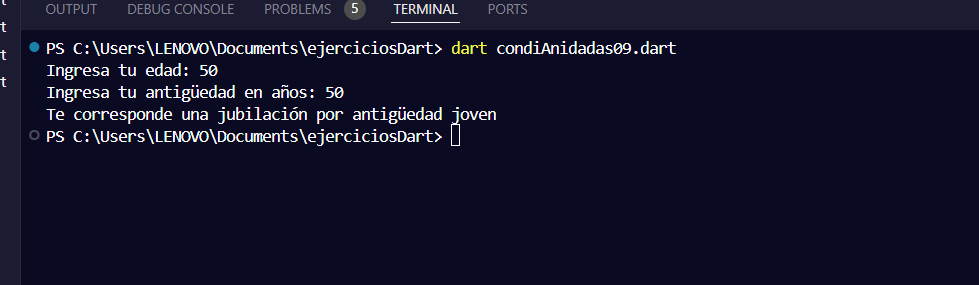 OUTPUT DEBUG CONSOLE PROBLEMS 5 TERMINAL PORTS
PS C:\Users\LENOVO\Documents\ejerciciosDart> dart condiAnidadas09.dart
Ingresa tu edad: 50
Ingresa tu antigüedad en años: 50
Te corresponde una jubilación por antigüedad joven
PS C:\Users\LENOVO\Documents\ejerciciosDart>